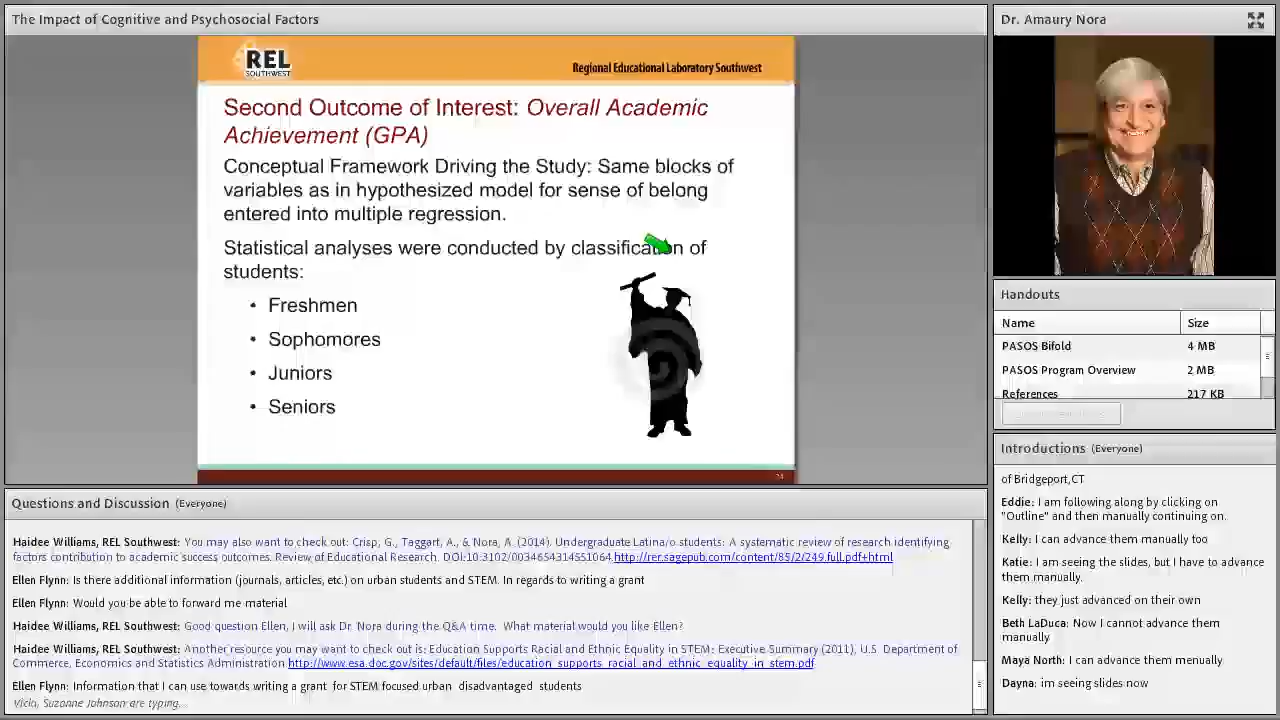 The Impact of Cognitive and Psychosocial Factors
REL
SOUTHWEST
Regional Educational Laboratory Southwest
Second Outcome of Interest: Overall Academic
Achievement (GPA)
Conceptual Framework Driving the Study: Same blocks of
variables as in hypothesized model for sense of belong
entered into multiple regression.
Statistical analyses were conducted by classification of
students:
• Freshmen
• Sophomores
• Juniors
• Seniors
24
Dr. Amaury Nora
Handouts
Name Size
PASOS Bifold 4 MB
PASOS Program Overview 2 MB
References 217 KB
Questions and Discussion (Everyone)
Haidee Williams, REL Southwest: You may also want to check out: Crisp, G., Taggart, A., & Nora, A. (2014). Undergraduate Latina/o students: A systematic review of research identifying
factors contribution to academic success outcomes. Review of Educational Research. DOI:10.3102/0034654314551064.http://rer.sagepub.com/content/85/2/249.full.pdf+html
Ellen Flynn: Is there additional information (journals, articles, etc.) on urban students and STEM. In regards to writing a grant
Ellen Flynn: Would you be able to forward me material
Haidee Williams, REL Southwest: Good question Ellen, I will ask Dr. Nora during the Q&A time. What material would you like Ellen?
Haidee Williams, REL Southwest: Another resource you may want to check out is: Education Supports Racial and Ethnic Equality in STEM: Executive Summary (2011), U.S. Department of
Commerce, Economics and Statistics Administration http://www.esa.doc.gov/sites/default/files/education_supports_racial_and_ethnic_equality_in_stem.pdf
Ellen Flynn: Information that I can use towards writing a grant for STEM focused urban disadvantaged students
Vicla, Suzanne Johnson are typing...
Introductions (Everyone)
of Bridgeport,CT
Eddie: I am following along by clicking on
"Outline" and then manually continuing on.
Kelly: I can advance them manually too
Katie: I am seeing the slides, but I have to advance
them manually.
Kelly: they just advanced on their own
Beth LaDuca: Now I cannot advance them
manually
Maya North: I can advance them menually
Dayna: im seeing slides now